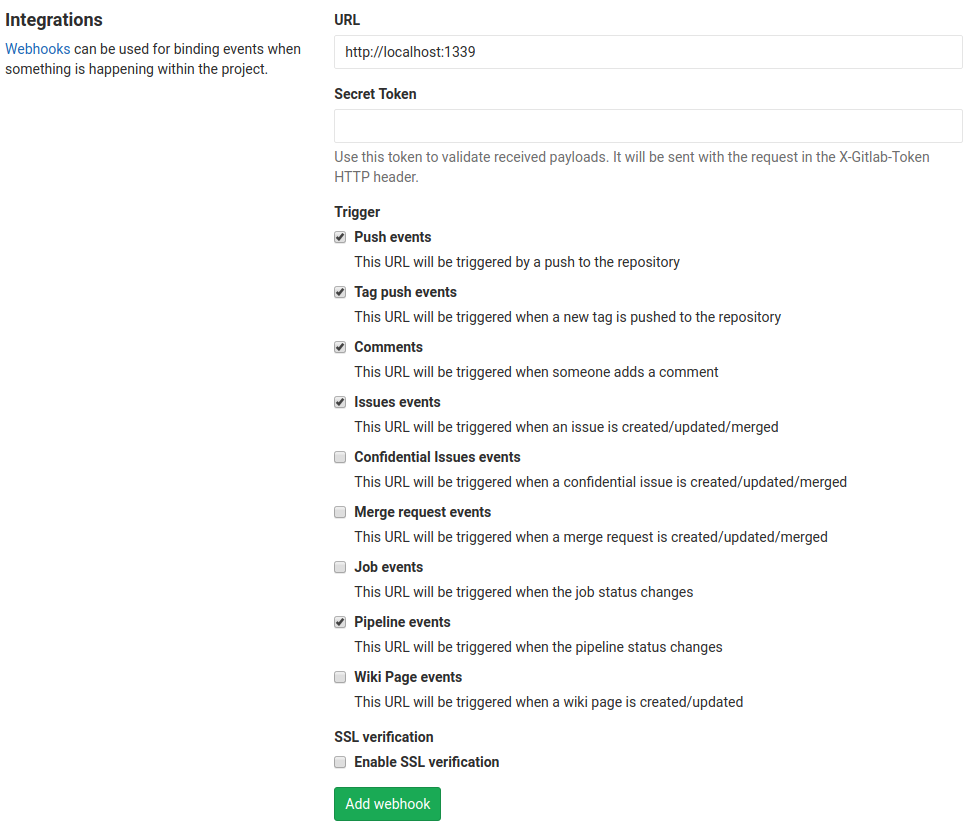 Integrations
Webhooks can be used for binding events when
something is happening within the project.
URL
http://localhost:1339
Secret Token
Use this token to validate received payloads. It will be sent with the request in the X-Gitlab-Token
HTTP header.
Trigger
Push events
This URL will be triggered by a push to the repository
Tag push events
This URL will be triggered when a new tag is pushed to the repository
Comments
This URL will be triggered when someone adds a comment
Issues events
This URL will be triggered when an issue is created/updated/merged
Confidential Issues events
This URL will be triggered when a confidential issue is created/updated/merged
Merge request events
This URL will be triggered when a merge request is created/updated/merged
Job events
This URL will be triggered when the job status changes
Pipeline events
This URL will be triggered when the pipeline status changes
Wiki Page events
This URL will be triggered when a wiki page is created/updated
SSL verification
Enable SSL verification
Add webhook